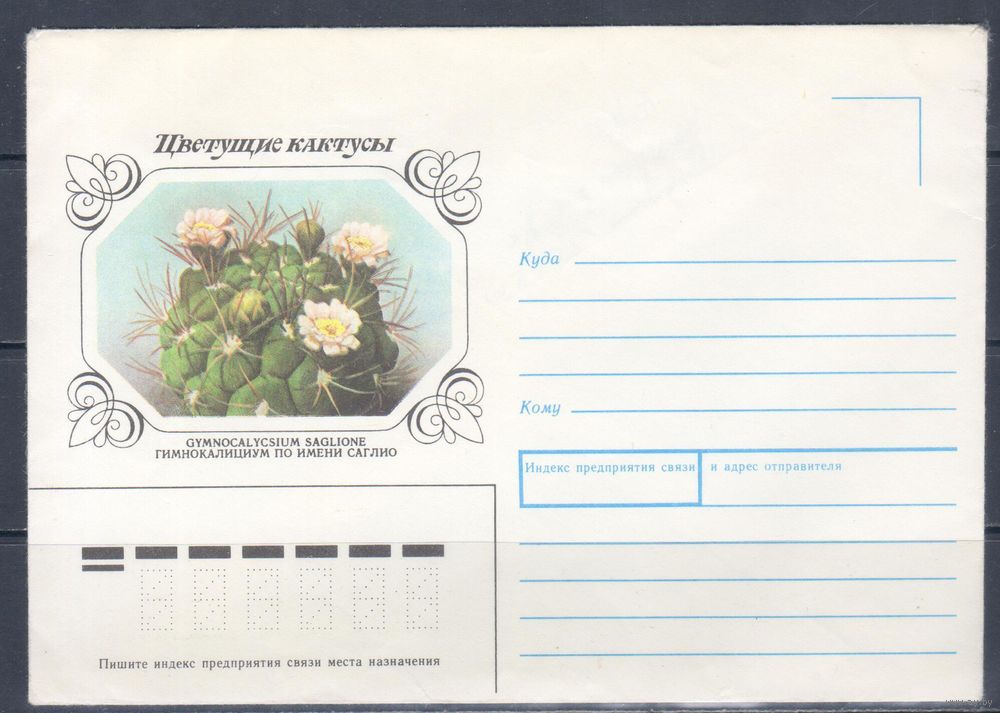 Цветущие кактусы
GYMNOCALYCSIUM SAGLIONE
ГИМНОКАЛИЦИУМ ПО ИМЕНИ САГЛИО
Куда
Кому
Индекс предприятия связи и адрес отправителя
Пишите индекс предприятия связи места назначения